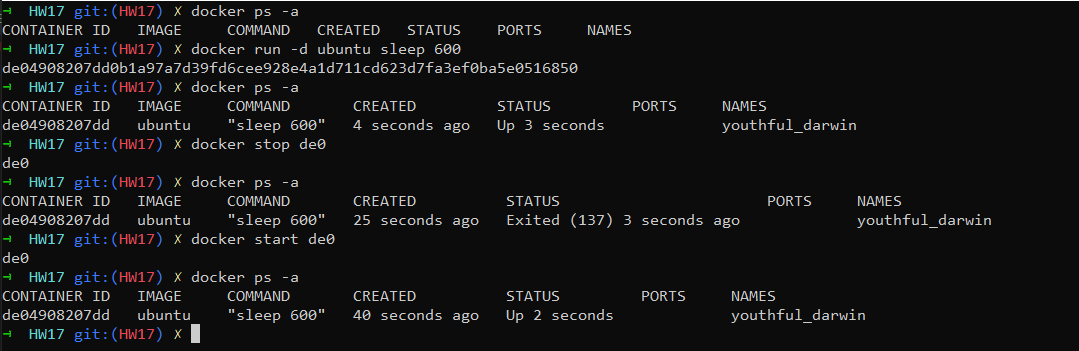 → HW17 git:(HW17) ✗ docker ps -a
CONTAINER ID   IMAGE     COMMAND   CREATED   STATUS    PORTS     NAMES
→ HW17 git:(HW17) ✗ docker run -d ubuntu sleep 600
de04908207dd0b1a97a7d39fd6cee928e4a1d711cd623d7fa3ef0ba5e0516850
→ HW17 git:(HW17) ✗ docker ps -a
CONTAINER ID   IMAGE     COMMAND       CREATED         STATUS         PORTS     NAMES
de04908207dd   ubuntu    "sleep 600"   4 seconds ago   Up 3 seconds             youthful_darwin
→ HW17 git:(HW17) ✗ docker stop de0
de0
→ HW17 git:(HW17) ✗ docker ps -a
CONTAINER ID   IMAGE     COMMAND       CREATED          STATUS                       PORTS     NAMES
de04908207dd   ubuntu    "sleep 600"   25 seconds ago   Exited (137) 3 seconds ago             youthful_darwin
→ HW17 git:(HW17) ✗ docker start de0
de0
→ HW17 git:(HW17) ✗ docker ps -a
CONTAINER ID   IMAGE     COMMAND       CREATED          STATUS         PORTS     NAMES
de04908207dd   ubuntu    "sleep 600"   40 seconds ago   Up 2 seconds             youthful_darwin
→ HW17 git:(HW17) ✗